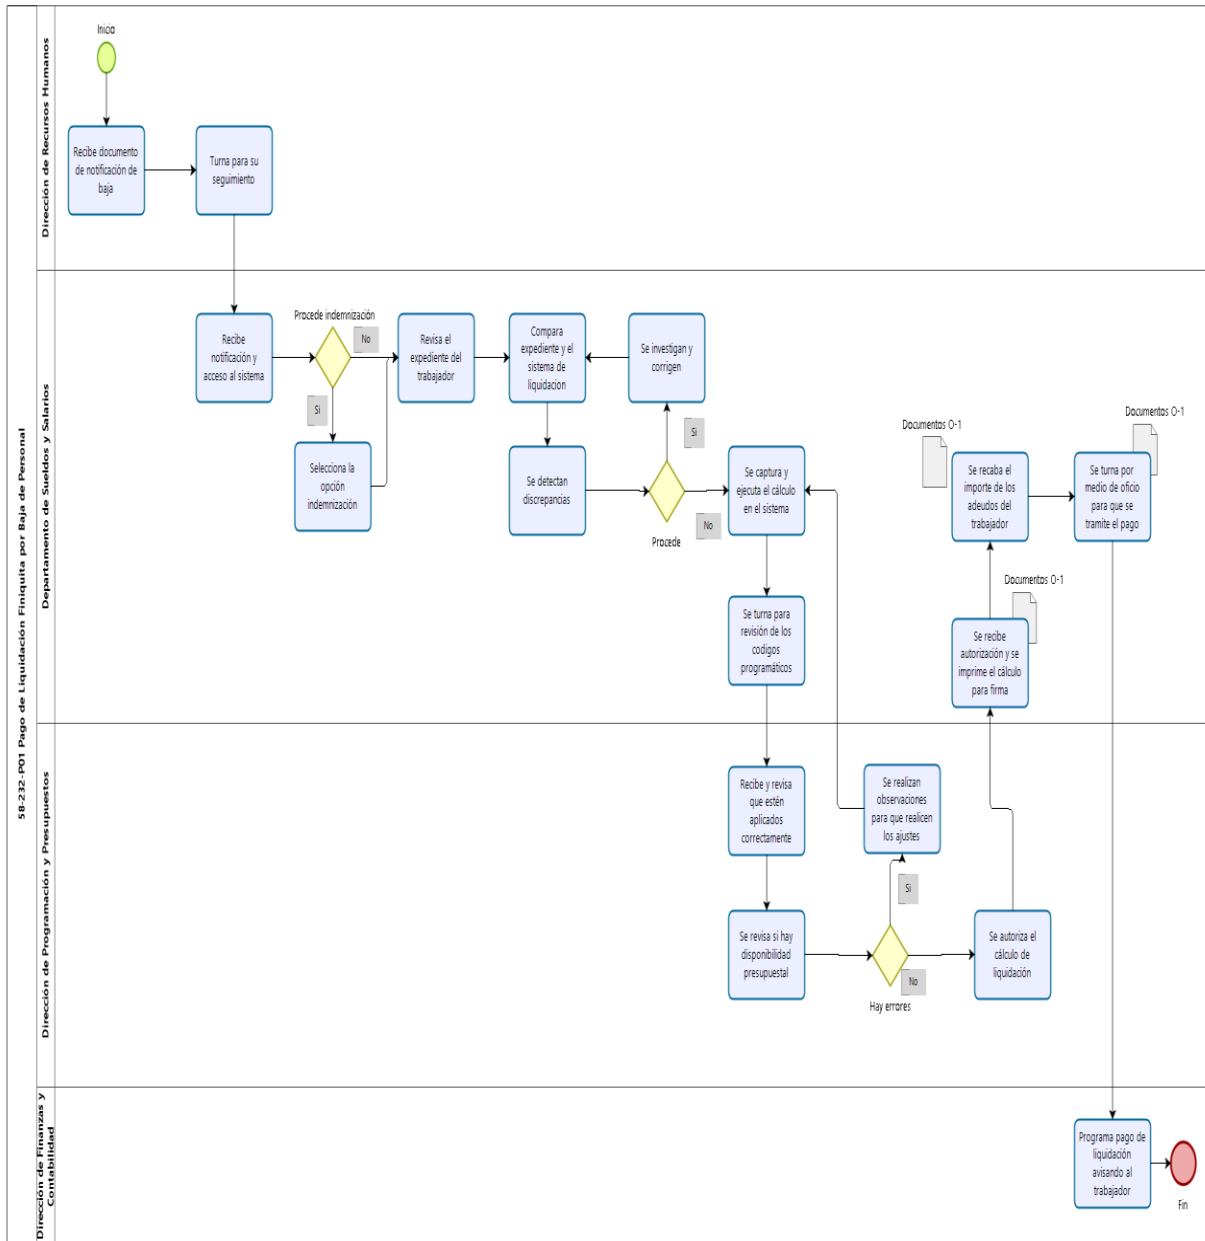 58-232-P01 Pago de Liquidación Finiquita por Baja de Personal
Dirección de Recursos Humanos
Inicio
Recibe documento
de notificación de
baja
Turna para su
seguimiento
Departamento de Sueldos y Salarios
Recibe
notificación y
acceso al sistema
Procede indemnización
No
Si
Selecciona la
opción
indemnización
Revisa el
expediente del
trabajador
Compara
expediente y el
sistema de
liquidacion
Se detectan
discrepancias
Se investigan y
corrigen
Si
Procede
No
Se captura y
ejecuta el cálculo
en el sistema
Se turna para
revisión de los
codigos
programáticos
Documentos O-1
Se recaba el
importe de los
adeudos del
trabajador
Documentos O-1
Se turna por
medio de oficio
para que se
tramite el pago
Documentos O-1
Se recibe
autorización y se
imprime el cálculo
para firma
Dirección de Programación y Presupuestos
Recibe y revisa
que estén
aplicados
correctamente
Se revisa si hay
disponibilidad
presupuestal
Se realizan
observaciones
para que realicen
los ajustes
Si
No
Hay errores
Se autoriza el
cálculo de
liquidación
Dirección de Finanzas y
Contabilidad
Programa pago de
liquidación
avisando al
trabajador
Fin